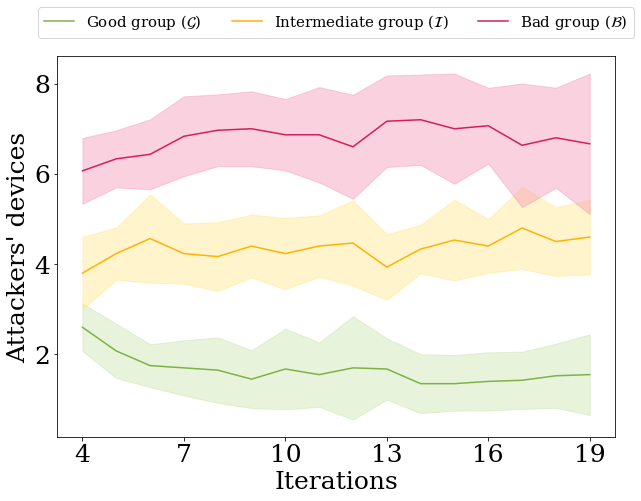 Good group (𝒢) Intermediate group (ℐ) Bad group (ℬ)
8
6
4
2
Attackers' devices
4 7 10 13 16 19
Iterations